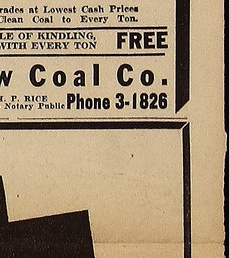 rades at Lowest Cash Prices
Clean Coal to Every Ton.
LE OF KINDLING,
WITH EVERY TON FREE
w Coal Co.
H. P. RICE
Notary Public Phone 3-1826